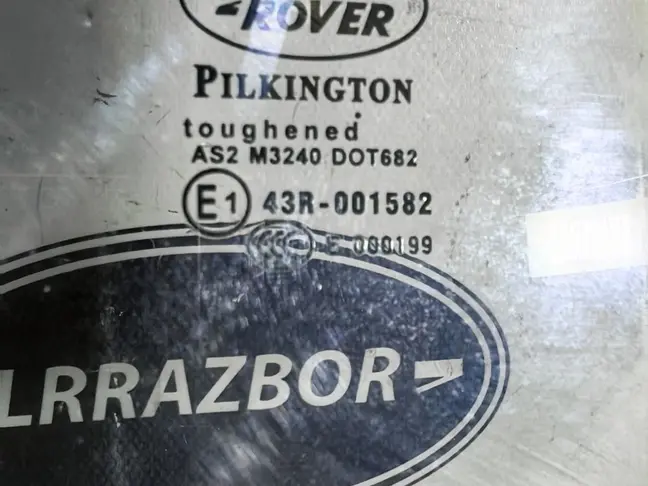 ROVER
PILKINGTON
toughened
AS2 M3240 DOT682
E1 43R-001582
E 000199
LRRAZBOR